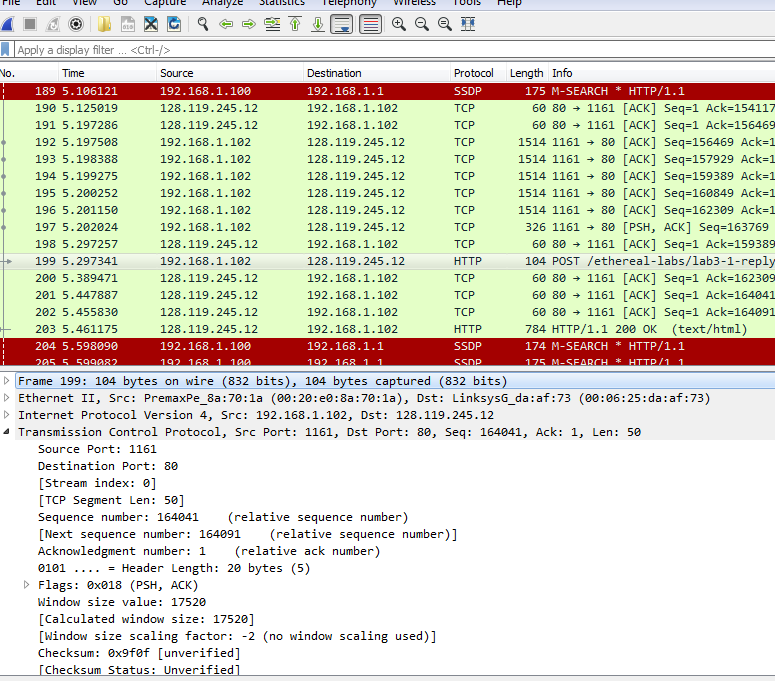 File Edit View Go Capture Analyze Statistics Telephony Wireless Tools Help
Apply a display filter ... <Ctrl-/>
No. Time Source Destination Protocol Length Info
189 5.106121 192.168.1.100 192.168.1.1 SSDP 175 M-SEARCH * HTTP/1.1
190 5.125019 128.119.245.12 192.168.1.102 TCP 60 80 → 1161 [ACK] Seq=1 Ack=154117
191 5.197286 128.119.245.12 192.168.1.102 TCP 60 80 → 1161 [ACK] Seq=1 Ack=156469
192 5.197508 192.168.1.102 128.119.245.12 TCP 1514 1161 → 80 [ACK] Seq=156469 Ack=1
193 5.198388 192.168.1.102 128.119.245.12 TCP 1514 1161 → 80 [ACK] Seq=157929 Ack=1
194 5.199275 192.168.1.102 128.119.245.12 TCP 1514 1161 → 80 [ACK] Seq=159389 Ack=1
195 5.200252 192.168.1.102 128.119.245.12 TCP 1514 1161 → 80 [ACK] Seq=160849 Ack=1
196 5.201150 192.168.1.102 128.119.245.12 TCP 1514 1161 → 80 [ACK] Seq=162309 Ack=1
197 5.202024 192.168.1.102 128.119.245.12 TCP 326 1161 → 80 [PSH, ACK] Seq=163769
198 5.297257 128.119.245.12 192.168.1.102 TCP 60 80 → 1161 [ACK] Seq=1 Ack=159389
199 5.297341 192.168.1.102 128.119.245.12 HTTP 104 POST /ethereal-labs/lab3-1-reply
200 5.389471 128.119.245.12 192.168.1.102 TCP 60 80 → 1161 [ACK] Seq=1 Ack=162309
201 5.447887 128.119.245.12 192.168.1.102 TCP 60 80 → 1161 [ACK] Seq=1 Ack=164041
202 5.455830 128.119.245.12 192.168.1.102 TCP 60 80 → 1161 [ACK] Seq=1 Ack=164091
203 5.461175 128.119.245.12 192.168.1.102 HTTP 784 HTTP/1.1 200 OK (text/html)
204 5.598090 192.168.1.100 192.168.1.1 SSDP 174 M-SEARCH * HTTP/1.1
205 5.599082 192.168.1.100 192.168.1.1 SSDP 175 M-SEARCH * HTTP/1.1
Frame 199: 104 bytes on wire (832 bits), 104 bytes captured (832 bits)
Ethernet II, Src: PremaxPe_8a:70:1a (00:20:e0:8a:70:1a), Dst: LinksysG_da:af:73 (00:06:25:da:af:73)
Internet Protocol Version 4, Src: 192.168.1.102, Dst: 128.119.245.12
Transmission Control Protocol, Src Port: 1161, Dst Port: 80, Seq: 164041, Ack: 1, Len: 50
Source Port: 1161
Destination Port: 80
[Stream index: 0]
[TCP Segment Len: 50]
Sequence number: 164041 (relative sequence number)
[Next sequence number: 164091 (relative sequence number)]
Acknowledgment number: 1 (relative ack number)
0101 .... = Header Length: 20 bytes (5)
Flags: 0x018 (PSH, ACK)
Window size value: 17520
[Calculated window size: 17520]
[Window size scaling factor: -2 (no window scaling used)]
Checksum: 0x9f0f [unverified]
[Checksum Status: Unverified]